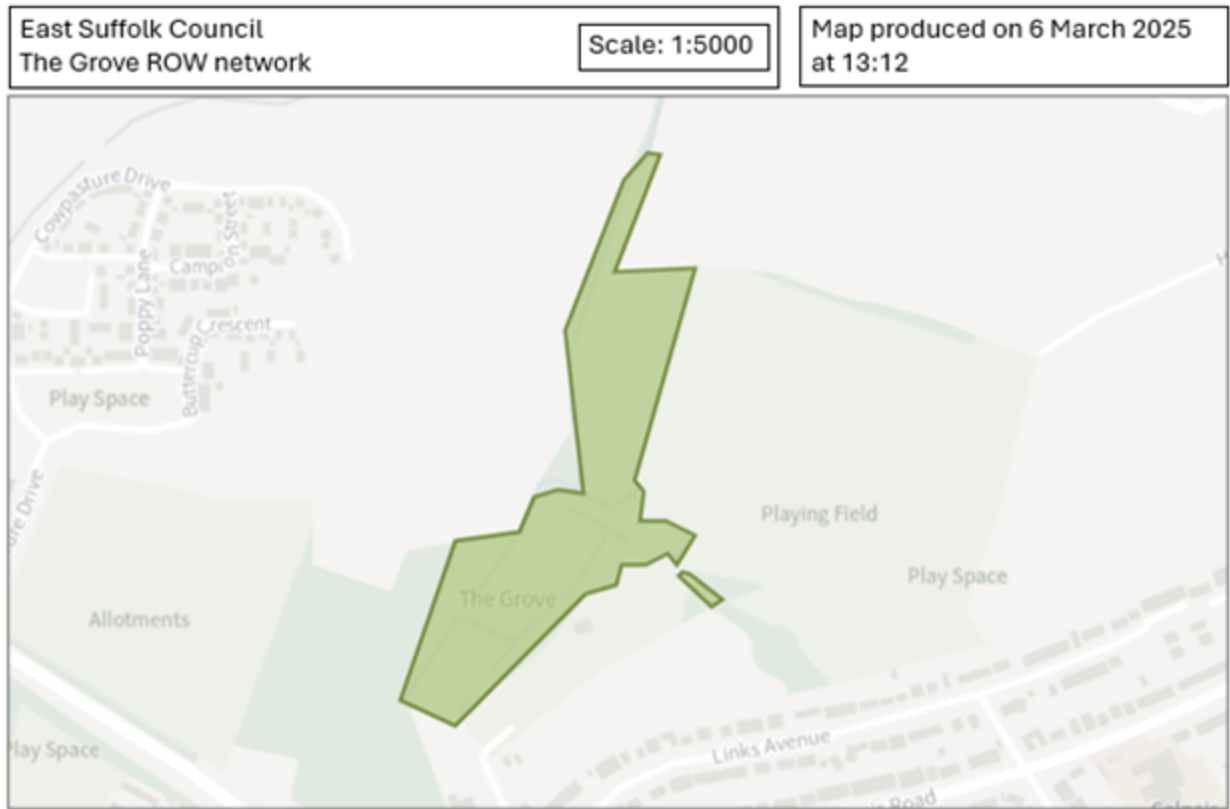 East Suffolk Council
The Grove ROW network
Scale: 1:5000
Map produced on 6 March 2025
at 13:12
Cowpasture Drive
Campion Street
Poppy Lane
Buttercup Crescent
Play Space
Playing Field
Play Space
The Grove
Allotments
Play Space
Links Avenue
Road